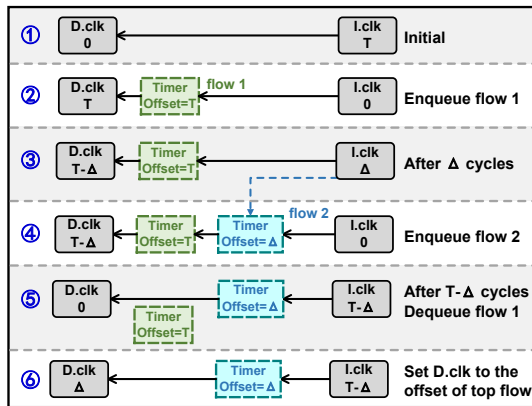 ① D.clk I.clk Initial
0 T
② D.clk Timer flow 1 I.clk Enqueue flow 1
T Offset=T 0
③ D.clk Timer I.clk After Δ cycles
T-Δ Offset=T Δ
flow 2
④ D.clk Timer Timer I.clk Enqueue flow 2
T-Δ Offset=T Offset=Δ 0
⑤ D.clk Timer I.clk After T-Δ cycles
0 Offset=Δ T-Δ Dequeue flow 1
Timer
Offset=T
⑥ D.clk Timer I.clk Set D.clk to the
Δ Offset=Δ T-Δ offset of top flow